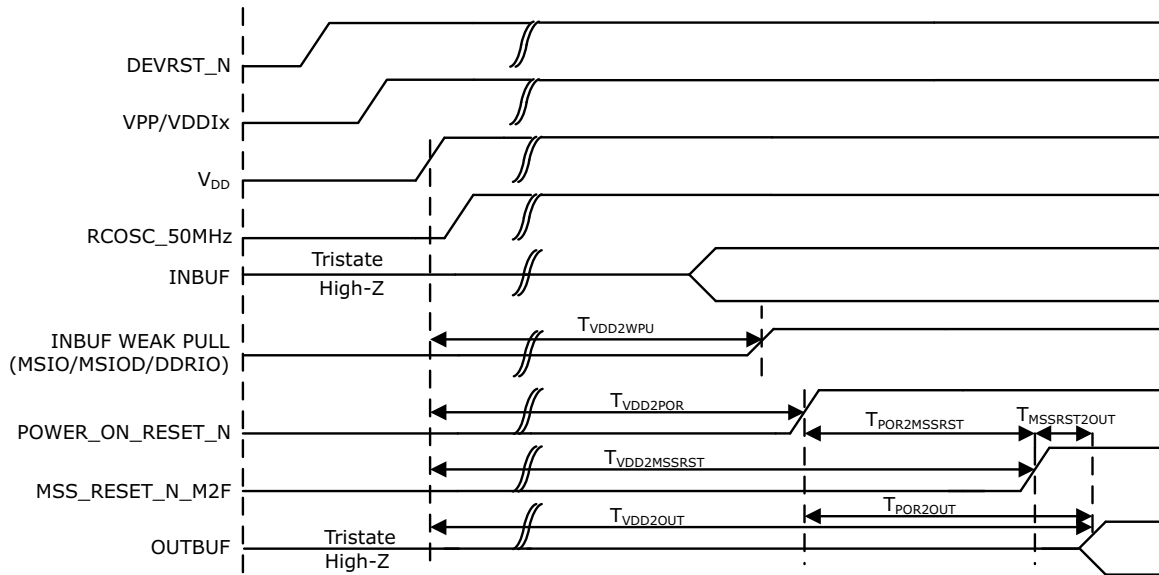 DEVRST_N
VPP/VDDIx
VDD
RCOSC_50MHz
Tristate
INBUF
High-Z
TVDD2WPU
INBUF WEAK PULL
(MSIO/MSIOD/DDRIO)
TVDD2POR
POWER_ON_RESET_N
TPOR2MSSRST
TMSSRST2OUT
TVDD2MSSRST
MSS_RESET_N_M2F
TPOR2OUT
TVDD2OUT
Tristate
OUTBUF
High-Z